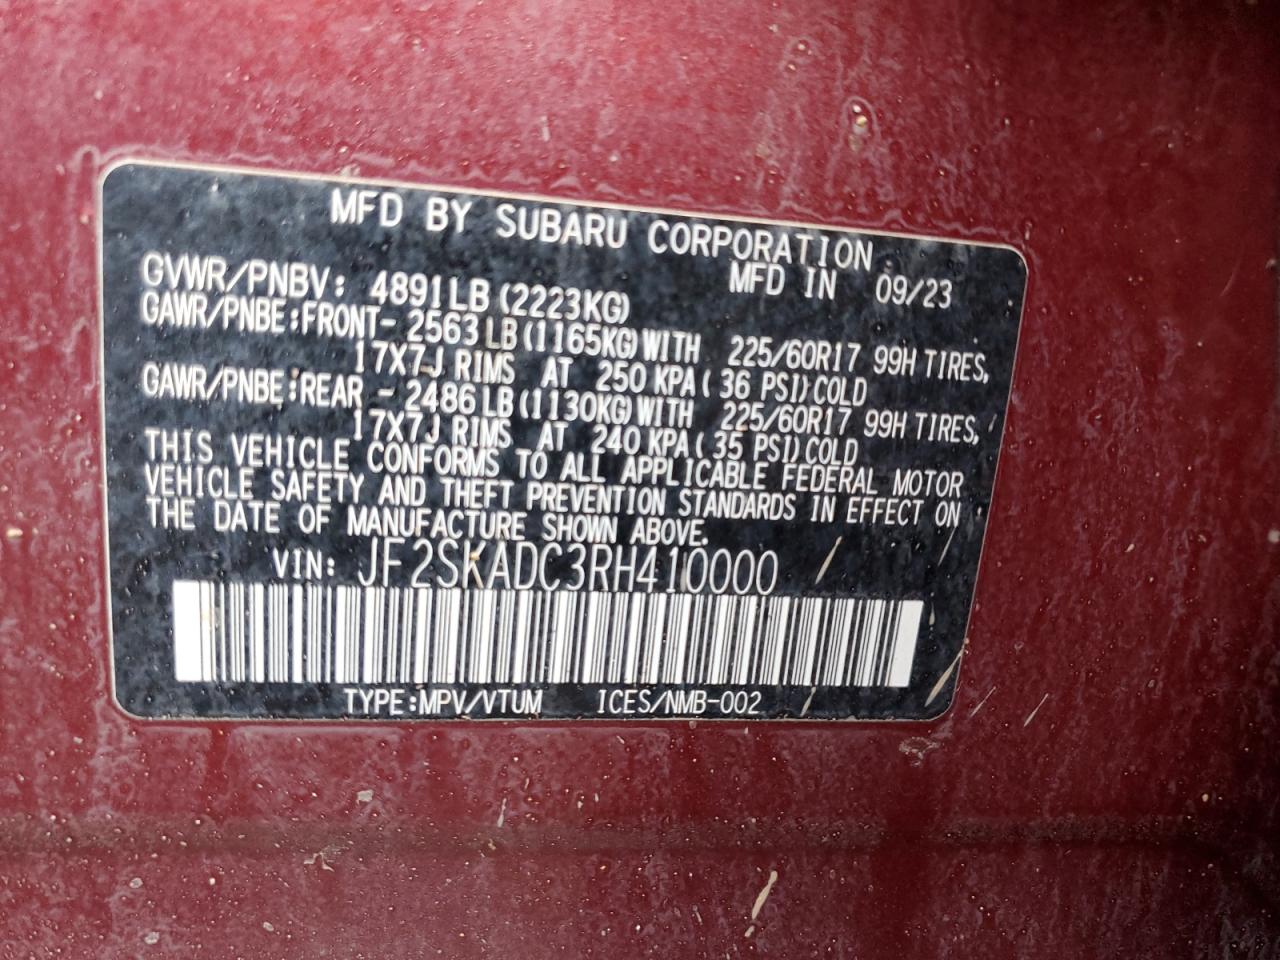 MFD BY SUBARU CORPORATION
GVWR/PNBV: 4891LB(2223KG) MFD IN 09/23
GAWR/PNBE:FRONT- 2563LB(1165KG)WITH 225/60R17 99H TIRES,
17X7J RIMS AT 250 KPA( 36 PSI)COLD
GAWR/PNBE:REAR - 2486LB(1130KG)WITH 225/60R17 99H TIRES,
17X7J RIMS AT 240 KPA( 35 PSI)COLD
THIS VEHICLE CONFORMS TO ALL APPLICABLE FEDERAL MOTOR
VEHICLE SAFETY AND THEFT PREVENTION STANDARDS IN EFFECT ON
THE DATE OF MANUFACTURE SHOWN ABOVE.
VIN: JF2SKADC3RH410000
TYPE:MPV/VTUM ICES/NMB-002